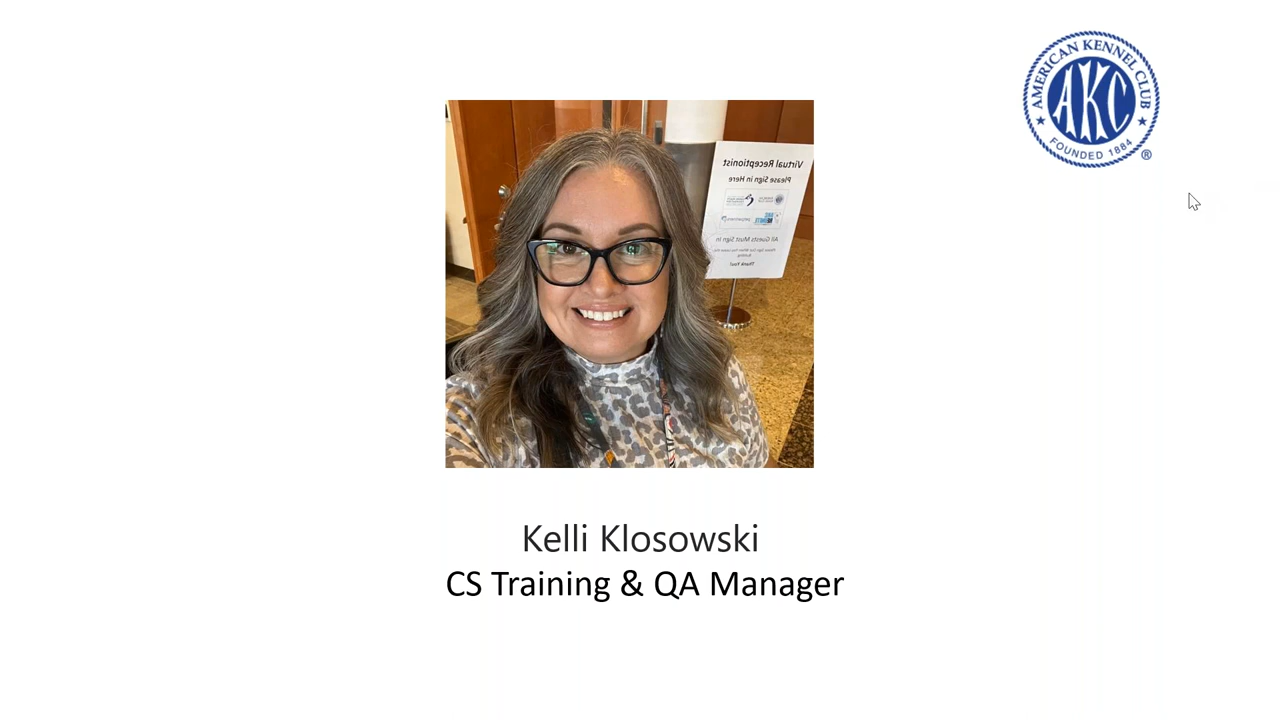 AMERICAN KENNEL CLUB
AKC
FOUNDED 1884
®
Virtual Receptionist
Please Sign in Here
All Guests Must Sign In
Thank You!
Kelli Klosowski
CS Training & QA Manager